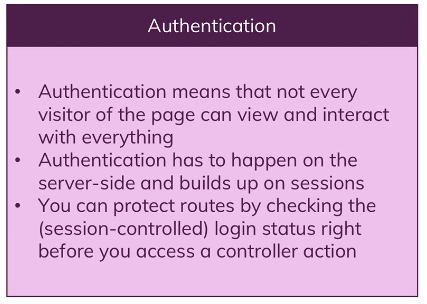 Authentication
• Authentication means that not every
visitor of the page can view and interact
with everything
• Authentication has to happen on the
server-side and builds up on sessions
• You can protect routes by checking the
(session-controlled) login status right
before you access a controller action